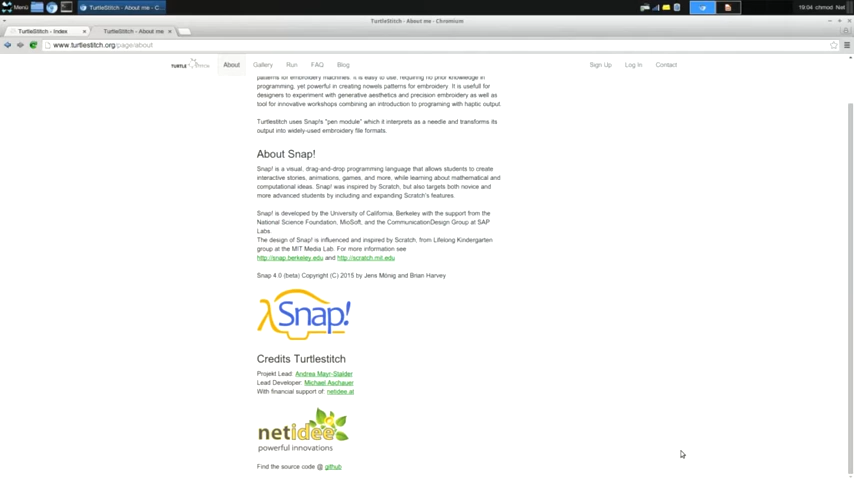 Menü
TurtleStitch - About me - C...
19:04 chmod Net
TurtleStitch - About me - Chromium
TurtleStitch - Index
TurtleStitch - About me
www.turtlestitch.org/page/about
TURTLE STITCH
About
Gallery
Run
FAQ
Blog
Sign Up
Log In
Contact
patterns for embroidery machines. It is easy to use, requiring no prior knowledge in
programming, yet powerful in creating novels patterns for embroidery. It is usefull for
designers to experiment with generative aesthetics and precision embroidery as well as
tool for innovative workshops combining an introduction to programing with haptic output.
Turtlestitch uses Snap!'s "pen module" which it interprets as a needle and transforms its
output into widely-used embroidery file formats.
About Snap!
Snap! is a visual, drag-and-drop programming language that allows students to create
interactive stories, animations, games, and more, while learning about mathematical and
computational ideas. Snap! was inspired by Scratch, but also targets both novice and
more advanced students by including and expanding Scratch's features.
Snap! is developed by the University of California, Berkeley with the support from the
National Science Foundation, MioSoft, and the CommunicationDesign Group at SAP
Labs.
The design of Snap! is influenced and inspired by Scratch, from Lifelong Kindergarten
group at the MIT Media Lab. For more information see
http://snap.berkeley.edu and http://scratch.mit.edu
Snap 4.0 (beta) Copyright (C) 2015 by Jens Mönig and Brian Harvey
λSnap!
Credits Turtlestitch
Projekt Lead: Andrea Mayr-Stalder
Lead Developer: Michael Aschauer
With financial support of: netidee.at
netidee
powerful innovations
Find the source code @ github